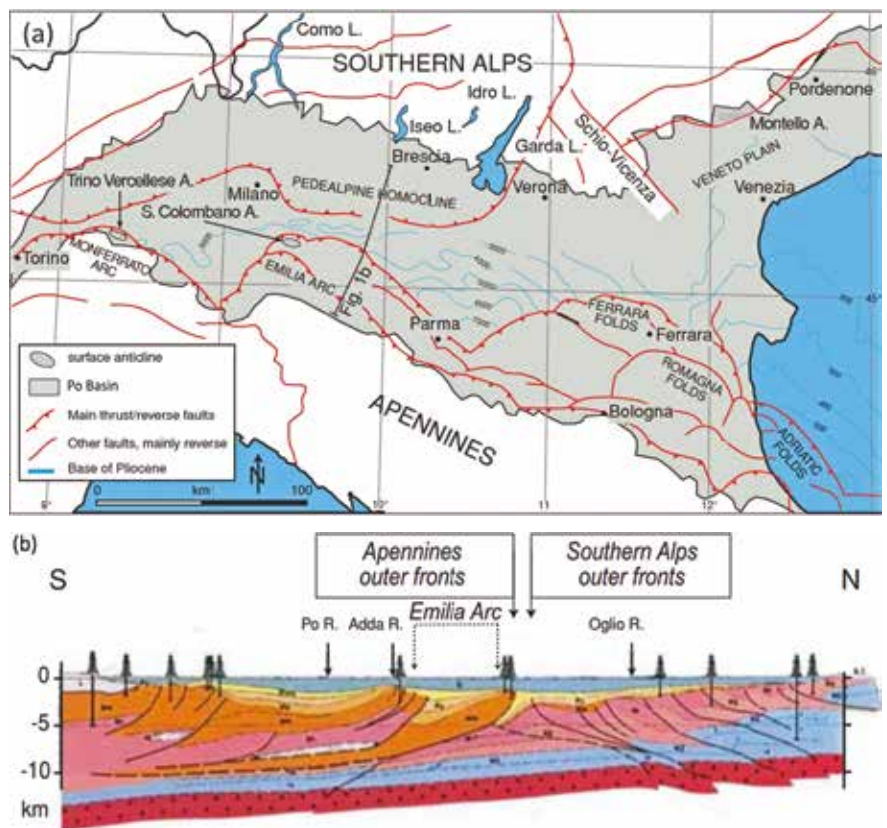 (a)
Como L.
SOUTHERN ALPS
Idro L.
Iseo L.
Pordenone
Montello A.
Schio-Vicenza
Brescia
Garda L.
VENETO PLAIN
Trino Vercellese A.
Milano
PEDEALPINE HOMOCLINE
Verona
Venezia
S. Colombano A.
Torino
MONFERRATO
ARC
EMILIA ARC
Fig. 1b
Parma
FERRARA
FOLDS
Ferrara
ROMAGNA
FOLDS
Bologna
ADRIATIC
FOLDS
APENNINES
surface anticline
Po Basin
Main thrust/reverse faults
Other faults, mainly reverse
Base of Pliocene
N
0 km 100
9° 10° 11 12°
45°
(b)
Apennines
outer fronts
Southern Alps
outer fronts
S
N
Emilia Arc
Po R.
Adda R.
Oglio R.
0
-5
-10
km